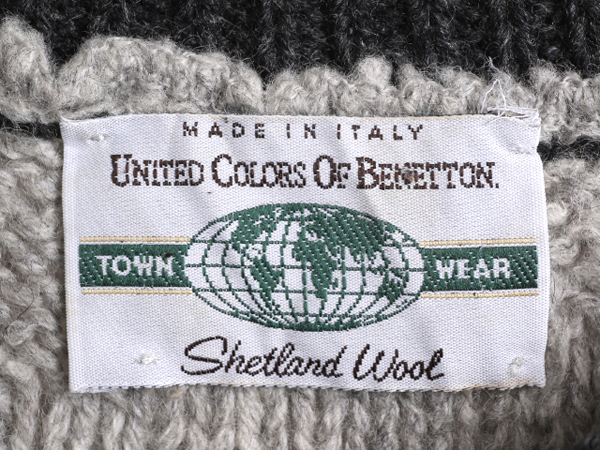 MADE IN ITALY
UNITED COLORS OF BENETTON.
TOWN WEAR
Shetland Wool